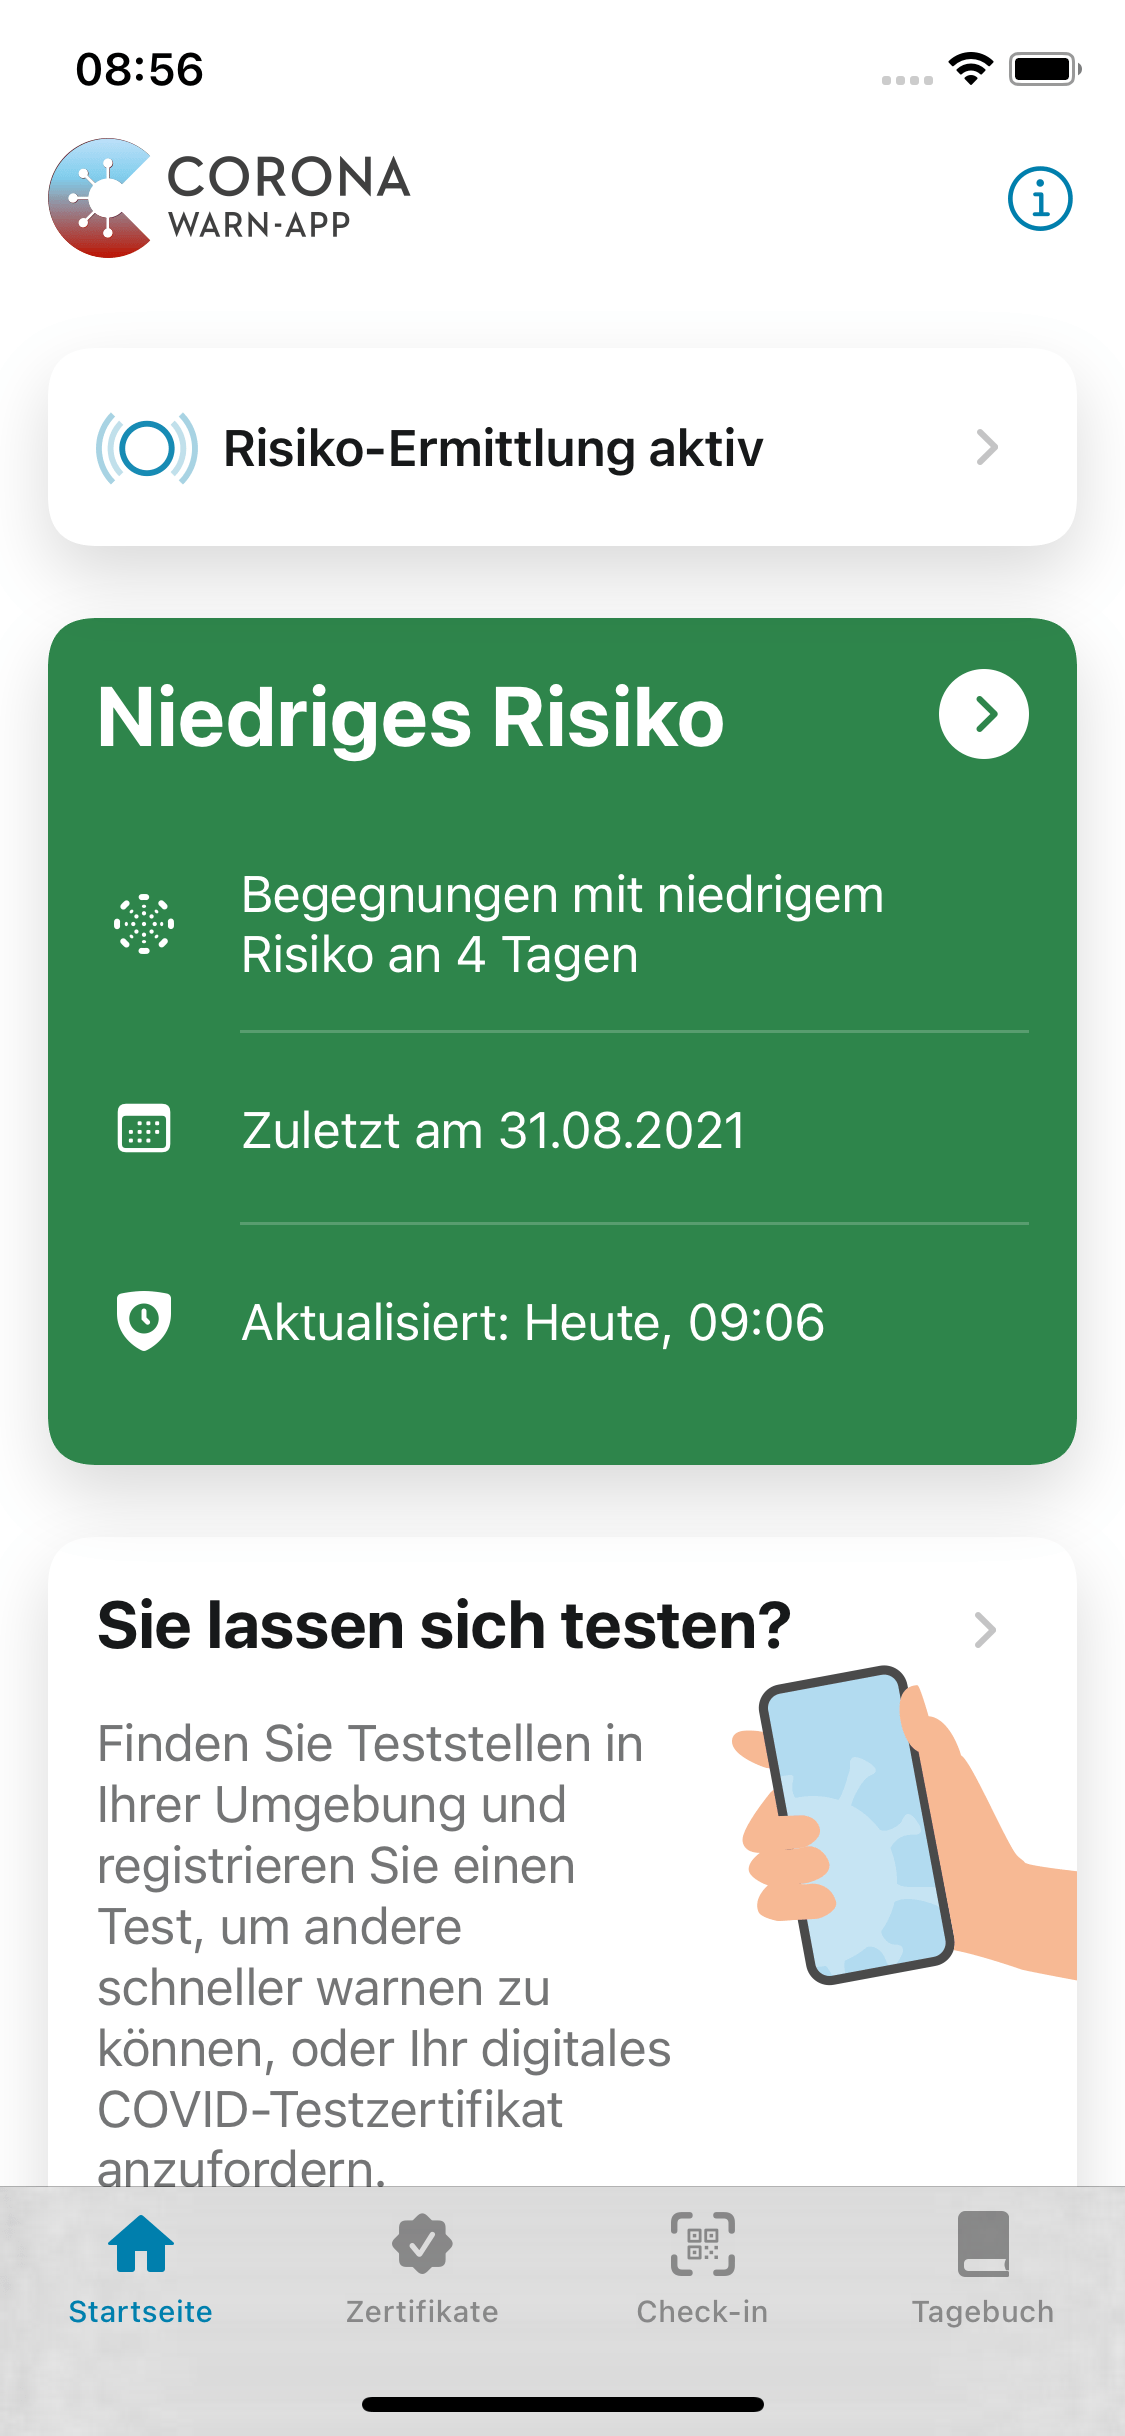 08:56
CORONA
WARN-APP
Risiko-Ermittlung aktiv
Niedriges Risiko
Begegnungen mit niedrigem
Risiko an 4 Tagen
Zuletzt am 31.08.2021
Aktualisiert: Heute, 09:06
Sie lassen sich testen?
Finden Sie Teststellen in
Ihrer Umgebung und
registrieren Sie einen
Test, um andere
schneller warnen zu
können, oder Ihr digitales
COVID-Testzertifikat
anzufordern.
Startseite
Zertifikate
Check-in
Tagebuch